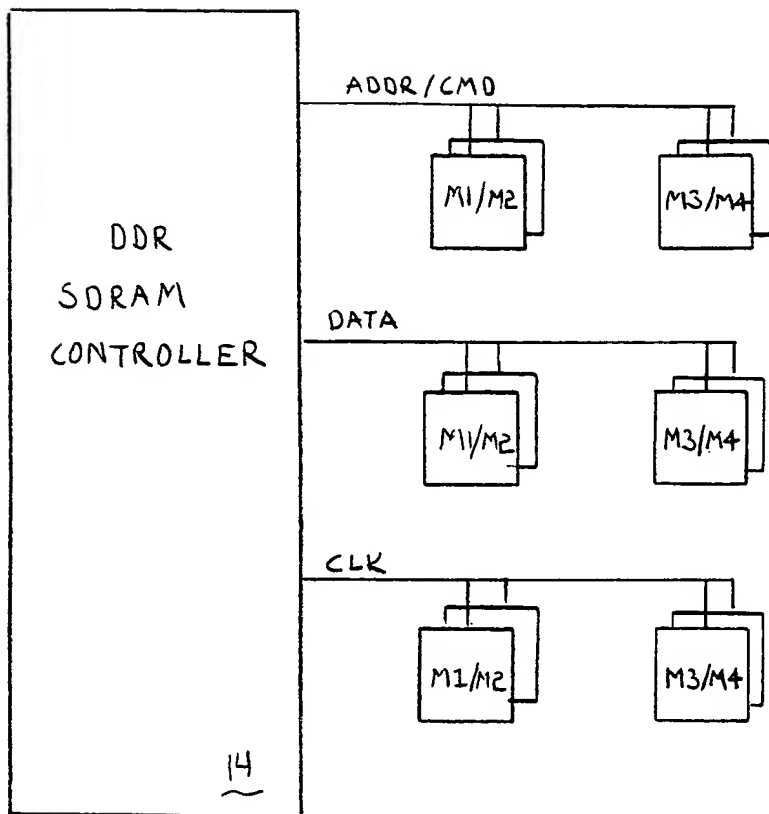 DDR
SDRAM
CONTROLLER
14
ADDR/CMD
M1/M2
M3/M4
DATA
M1/M2
M3/M4
CLK
M1/M2
M3/M4